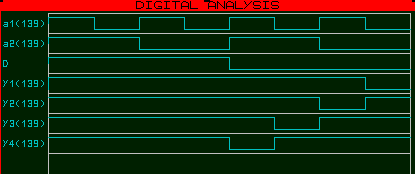 DIGITAL ANALYSIS
a1(139)
a2(139)
D
Y1(139)
Y2(139)
Y3(139)
Y4(139)